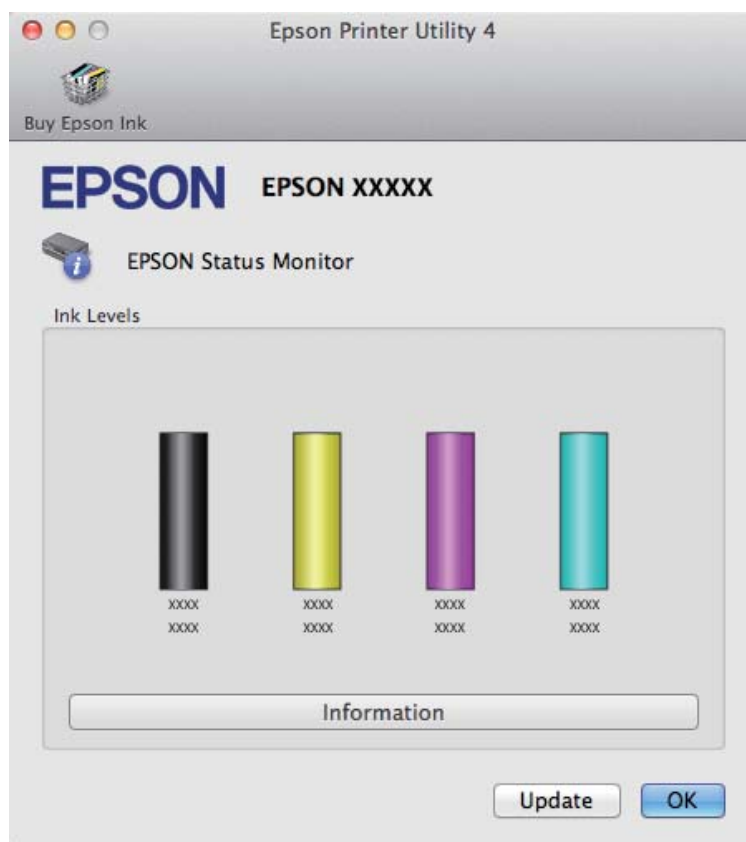 Epson Printer Utility 4
Buy Epson Ink
EPSON EPSON XXXXX
EPSON Status Monitor
Ink Levels
xxxx xxxx xxxx xxxx
xxxx xxxx xxxx xxxx
Information
Update OK